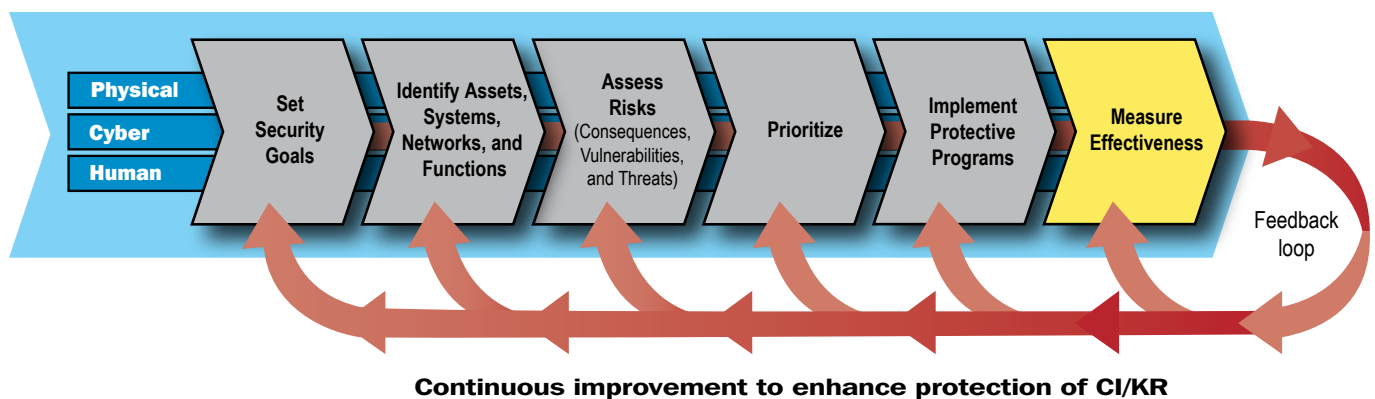 Physical
Cyber
Human
Set
Security
Goals
Identify Assets,
Systems,
Networks, and
Functions
Assess
Risks
(Consequences,
Vulnerabilities,
and Threats)
Prioritize
Implement
Protective
Programs
Measure
Effectiveness
Feedback
loop
Continuous improvement to enhance protection of CI/KR